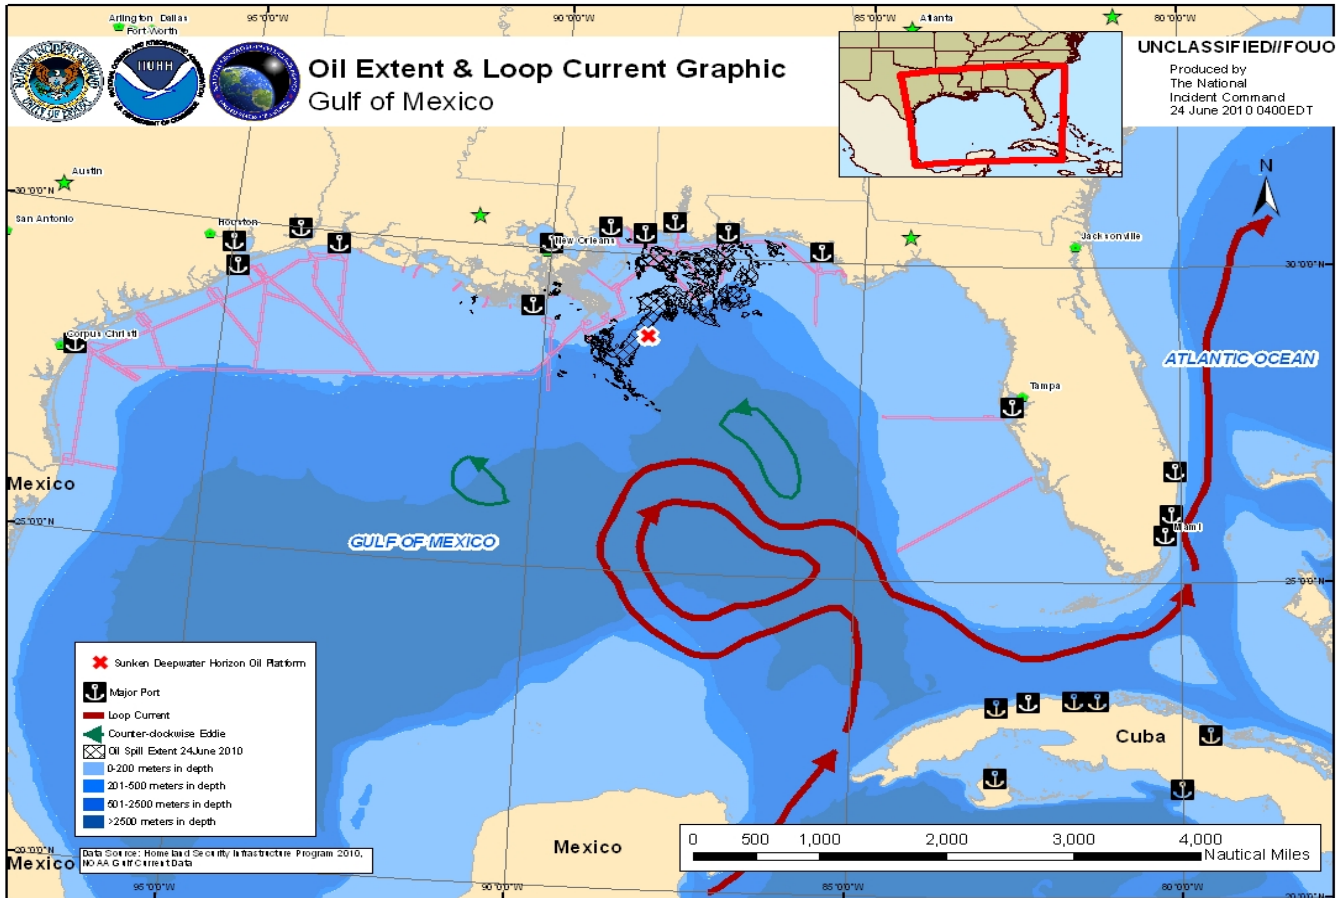 95°0'0"W
90°0'0"W
85°0'0"W
80°0'0"W
Arlington Dallas
Fort-Worth
Atlanta
Oil Extent & Loop Current Graphic
Gulf of Mexico
UNCLASSIFIED//FOUO
Produced by
The National
Incident Command
24 June 2010 0400EDT
N
Austin
30°0'0"N
San Antonio
Houston
New Orleans
Jacksonville
30°0'0"N
Corpus Christi
ATLANTIC OCEAN
Tampa
Mexico
25°0'0"N
GULF OF MEXICO
Miami
25°0'0"N
Sunken Deepwater Horizon Oil Platform
Major Port
Loop Current
Counter-clockwise Eddie
Oil Spill Extent 24June 2010
0-200 meters in depth
201-500 meters in depth
501-2500 meters in depth
>2500 meters in depth
Cuba
0 500 1,000 2,000 3,000 4,000
Nautical Miles
Mexico
20°0'0"N
Mexico
Data Source: Homeland Security Infrastructure Program 2010,
NOAA Gulf Current Data
95°0'0"W
90°0'0"W
85°0'0"W
80°0'0"W
20°0'0"N